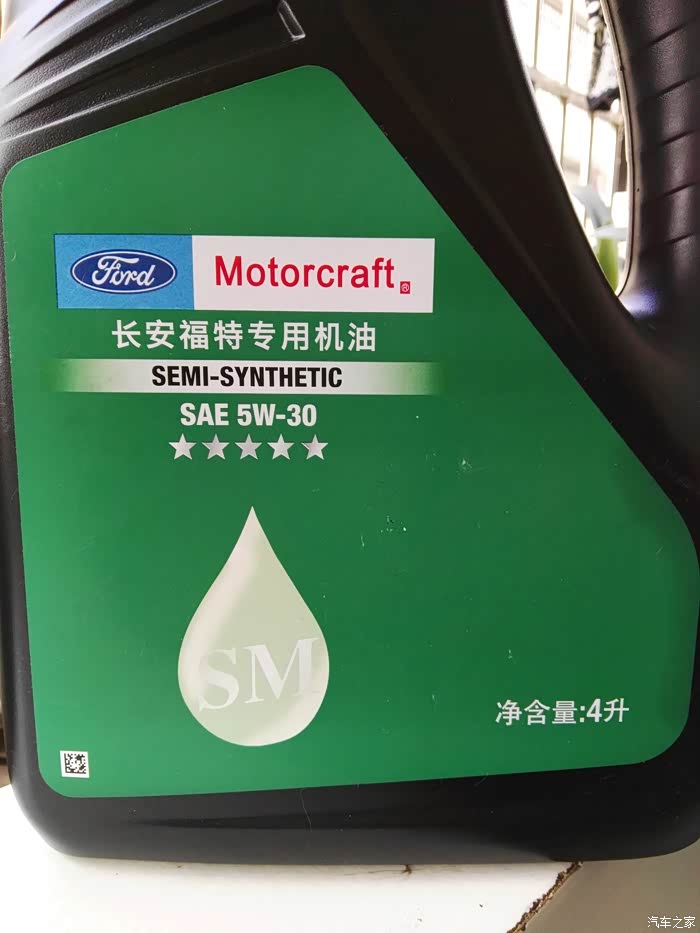 Ford
Motorcraft®
长安福特专用机油
SEMI-SYNTHETIC
SAE 5W-30
SM
净含量:4升
汽车之家